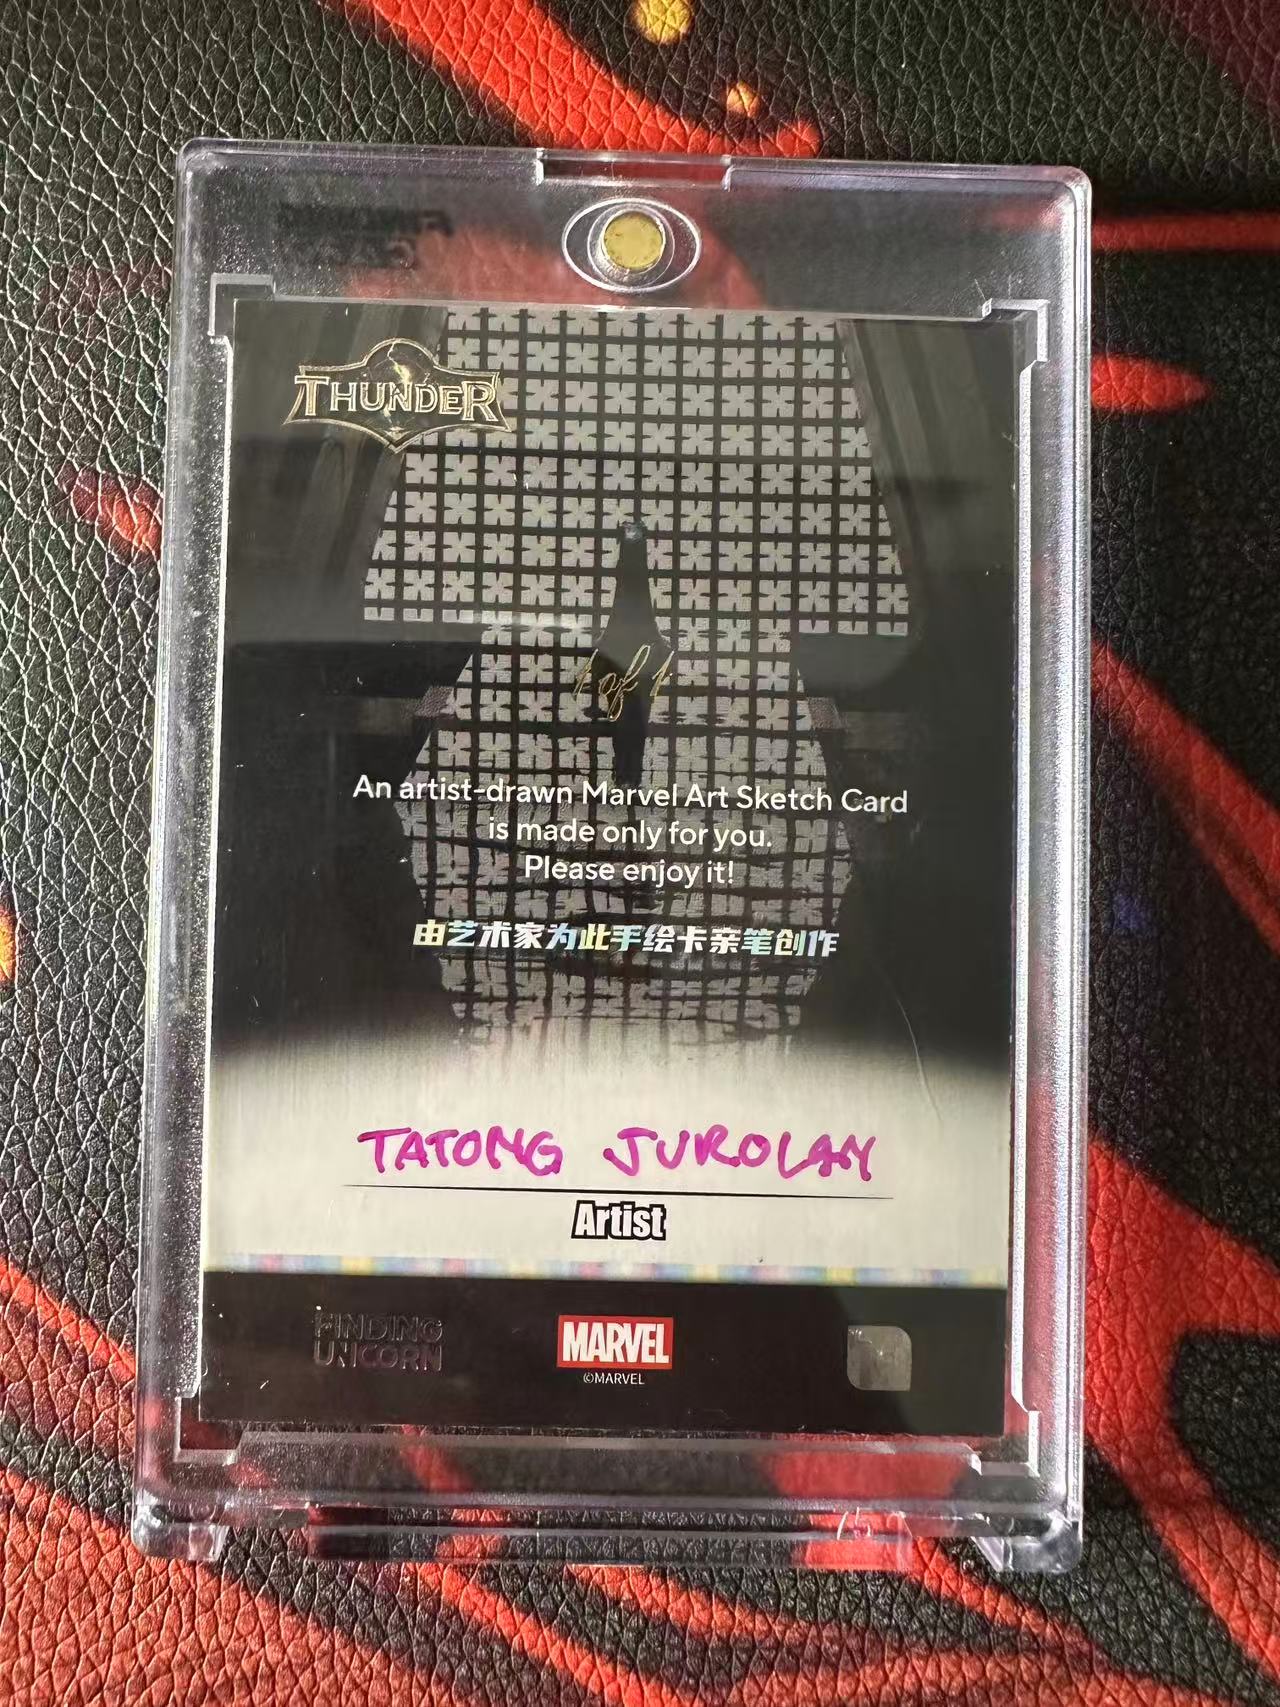 THUNDER
1 of 1
An artist-drawn Marvel Art Sketch Card
is made only for you.
Please enjoy it!
由艺术家为此手绘卡亲笔创作
TATONG JUROLAN
Artist
FINDING
UNICORN
MARVEL
©MARVEL